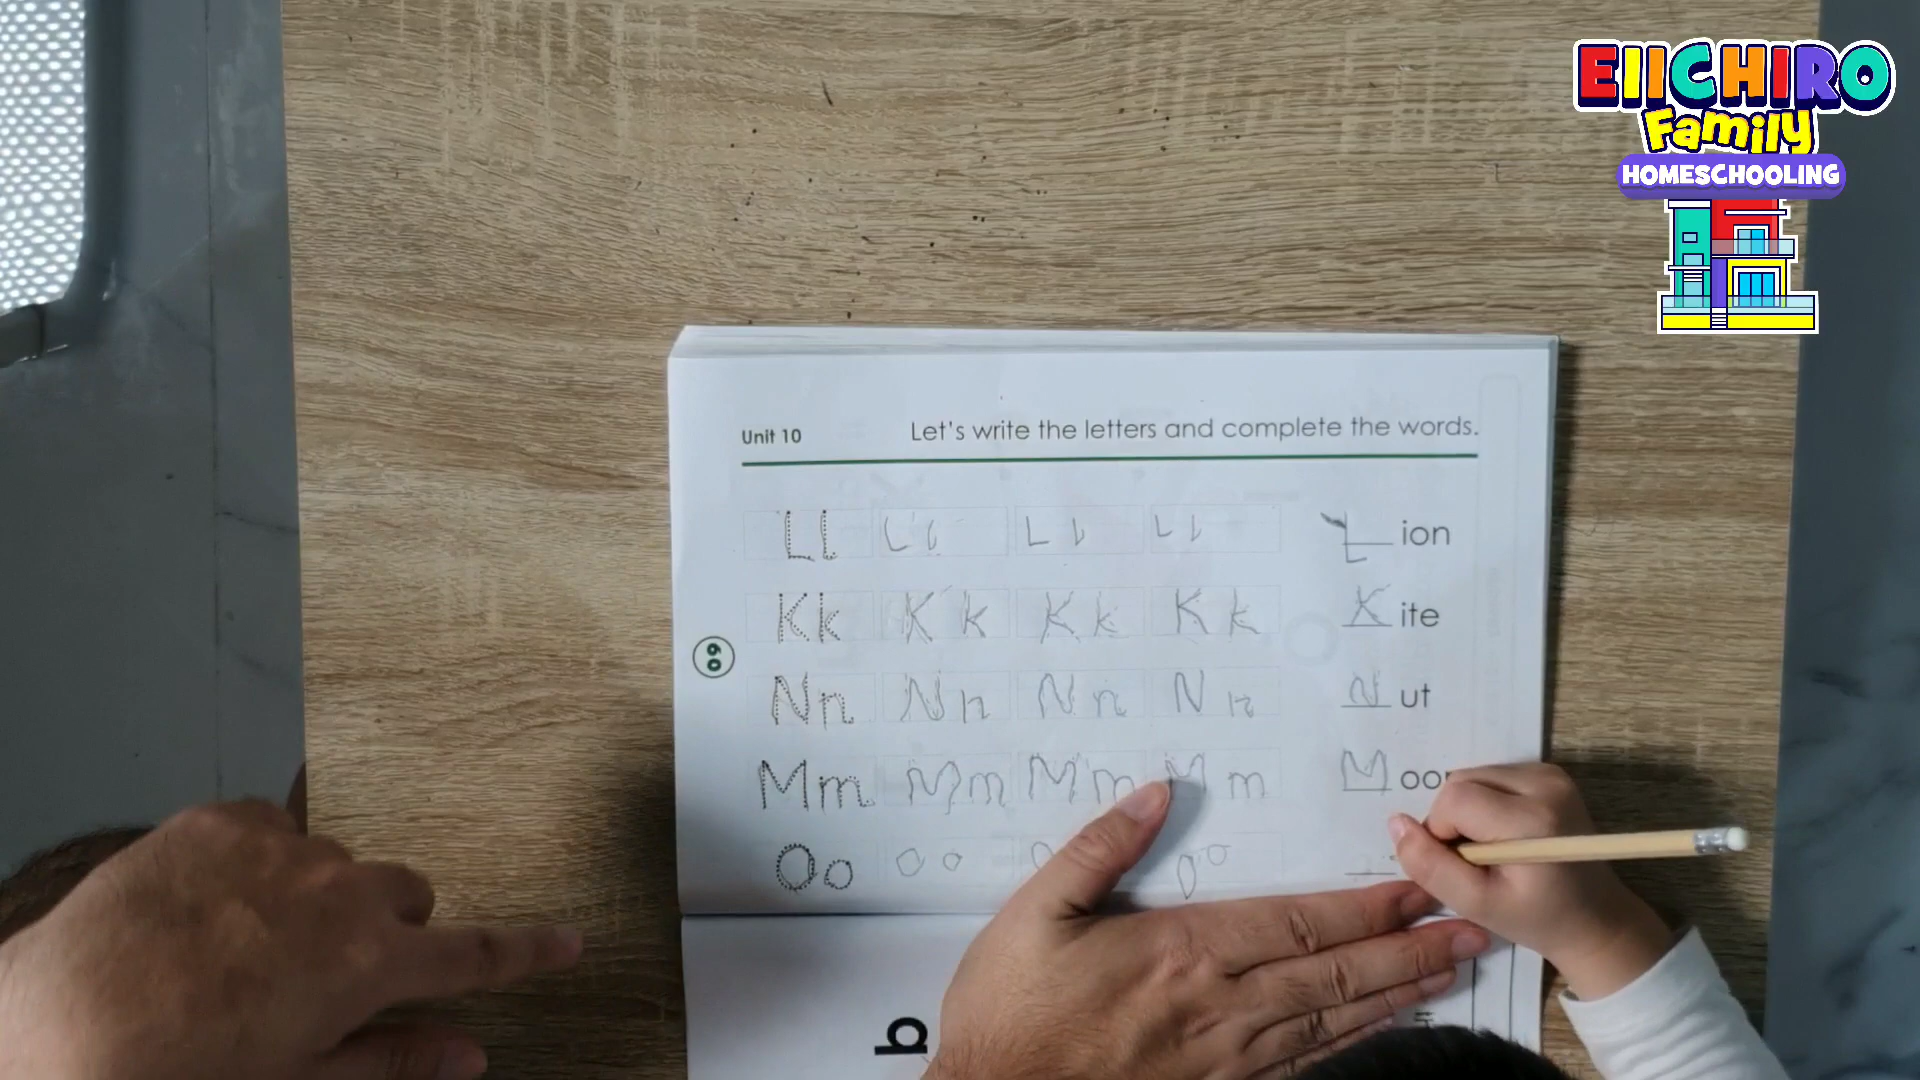 EIICHIRO
Family
HOMESCHOOLING
Unit 10 Let's write the letters and complete the words.
Ll Ll Ll Ll L ion
Kk Kk Kk Kk K ite
Nn Nn Nn Nn N ut
Mm Mm Mm M m M oo
Oo Oo O Oo
60
b